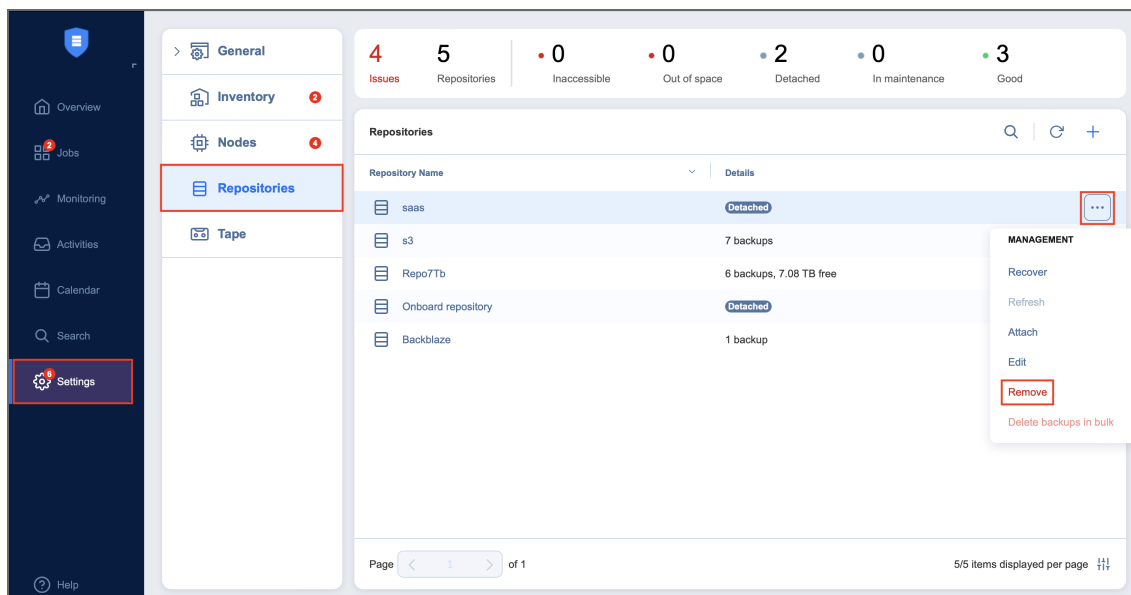 Overview
2
Jobs
Monitoring
Activities
Calendar
Search
6
Settings
Help
General
Inventory 2
Nodes 4
Repositories
Tape
4 5 0 0 2 0 3
Issues Repositories Inaccessible Out of space Detached In maintenance Good
Repositories
Repository Name Details
saas Detached
s3 7 backups
Repo7Tb 6 backups, 7.08 TB free
Onboard repository Detached
Backblaze 1 backup
MANAGEMENT
Recover
Refresh
Attach
Edit
Remove
Delete backups in bulk
Page 1 of 1 5/5 items displayed per page